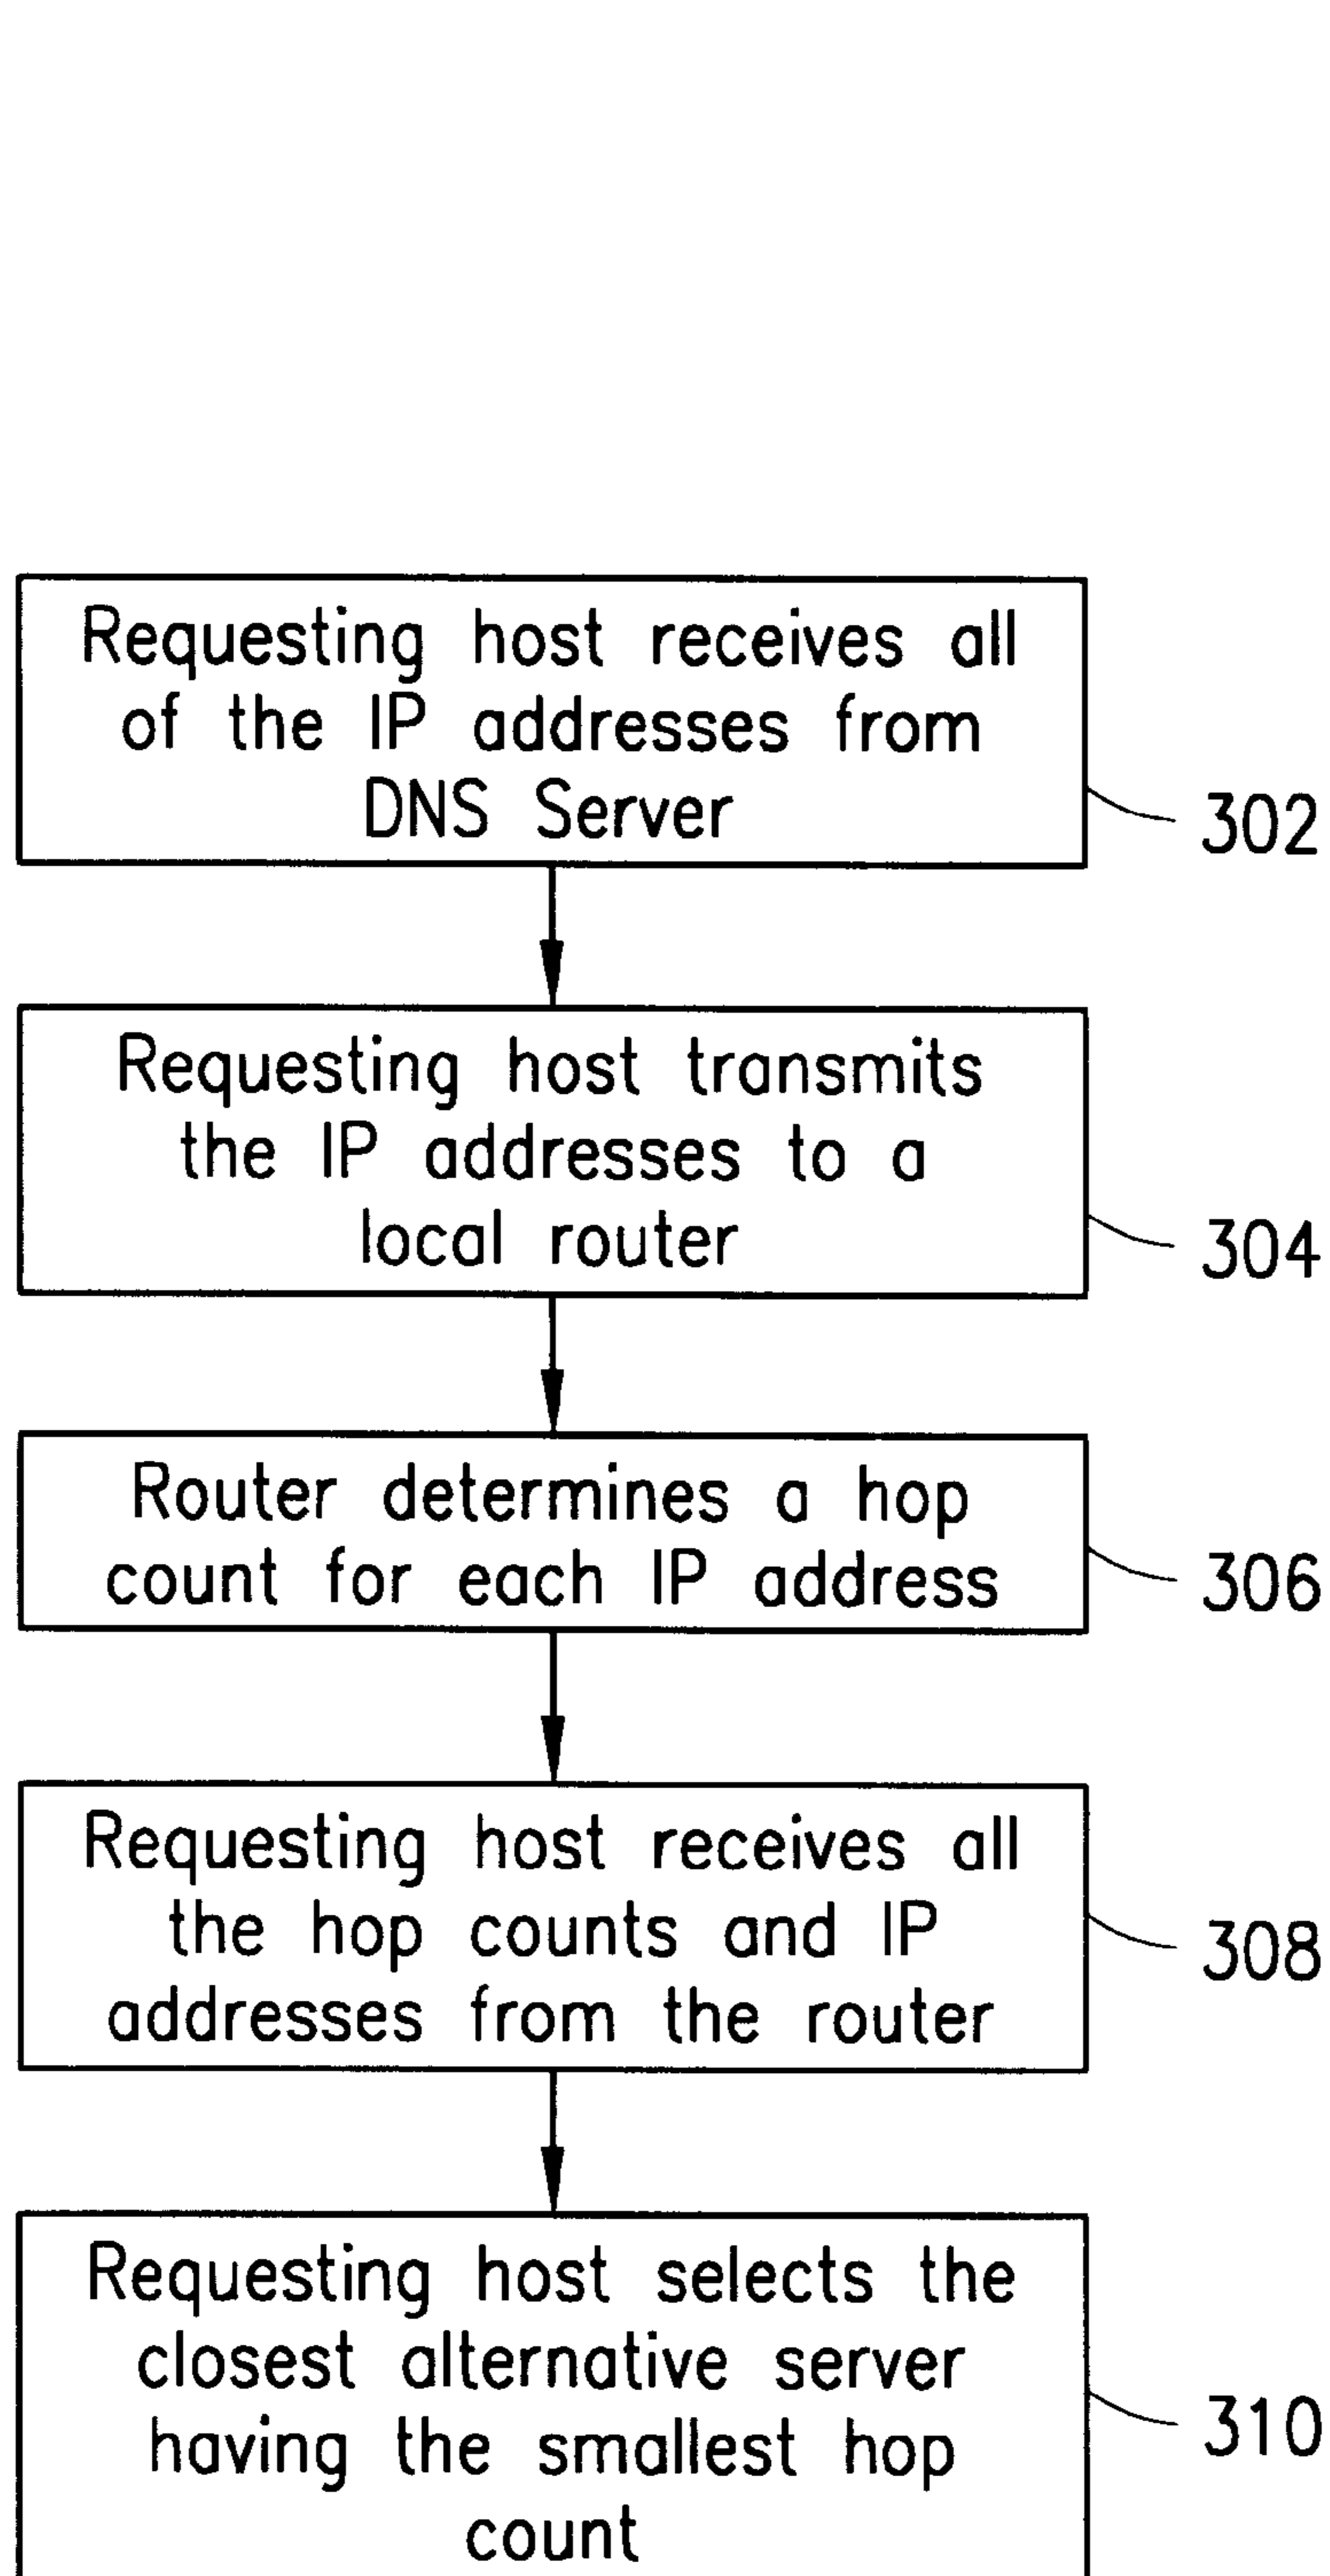 Requesting host receives all
of the IP addresses from
DNS Server
302
Requesting host transmits
the IP addresses to a
local router
304
Router determines a hop
count for each IP address
306
Requesting host receives all
the hop counts and IP
addresses from the router
308
Requesting host selects the
closest alternative server
having the smallest hop
count
310